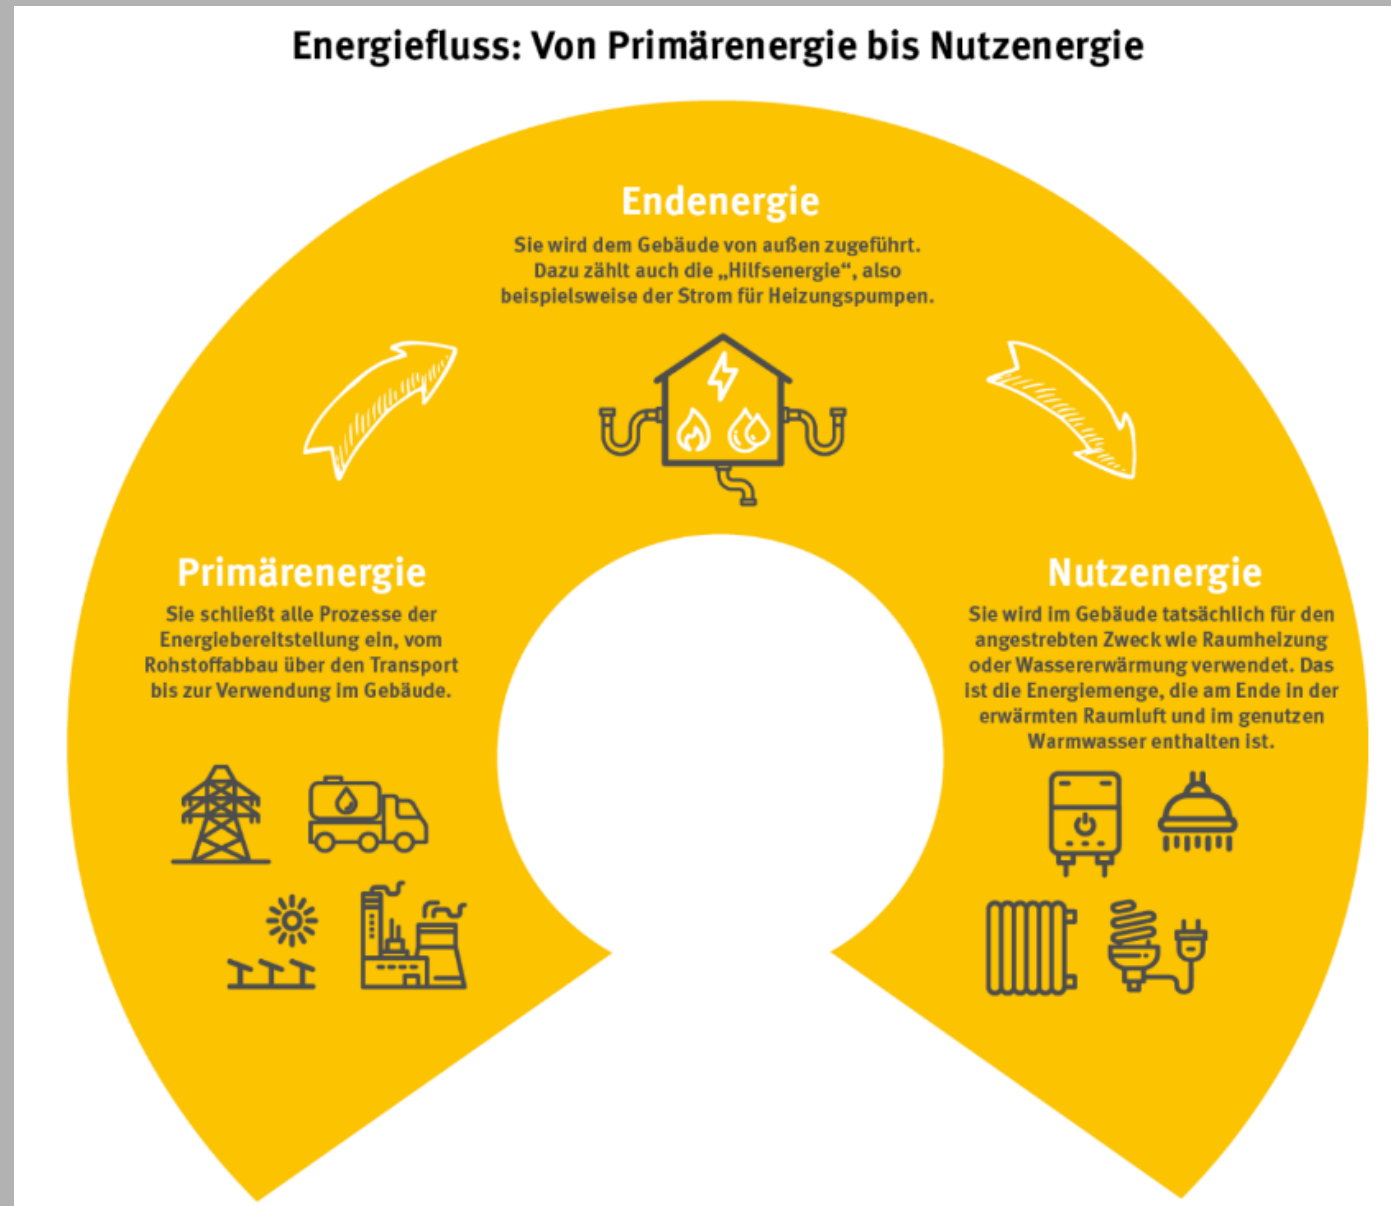 Energiefluss: Von Primärenergie bis Nutzenergie
Endenergie
Sie wird dem Gebäude von außen zugeführt.
Dazu zählt auch die „Hilfsenergie“, also
beispielsweise der Strom für Heizungspumpen.
Primärenergie
Sie schließt alle Prozesse der
Energiebereitstellung ein, vom
Rohstoffabbau über den Transport
bis zur Verwendung im Gebäude.
Nutzenergie
Sie wird im Gebäude tatsächlich für den
angestrebten Zweck wie Raumheizung
oder Wassererwärmung verwendet. Das
ist die Energiemenge, die am Ende in der
erwärmten Raumluft und im genutzen
Warmwasser enthalten ist.